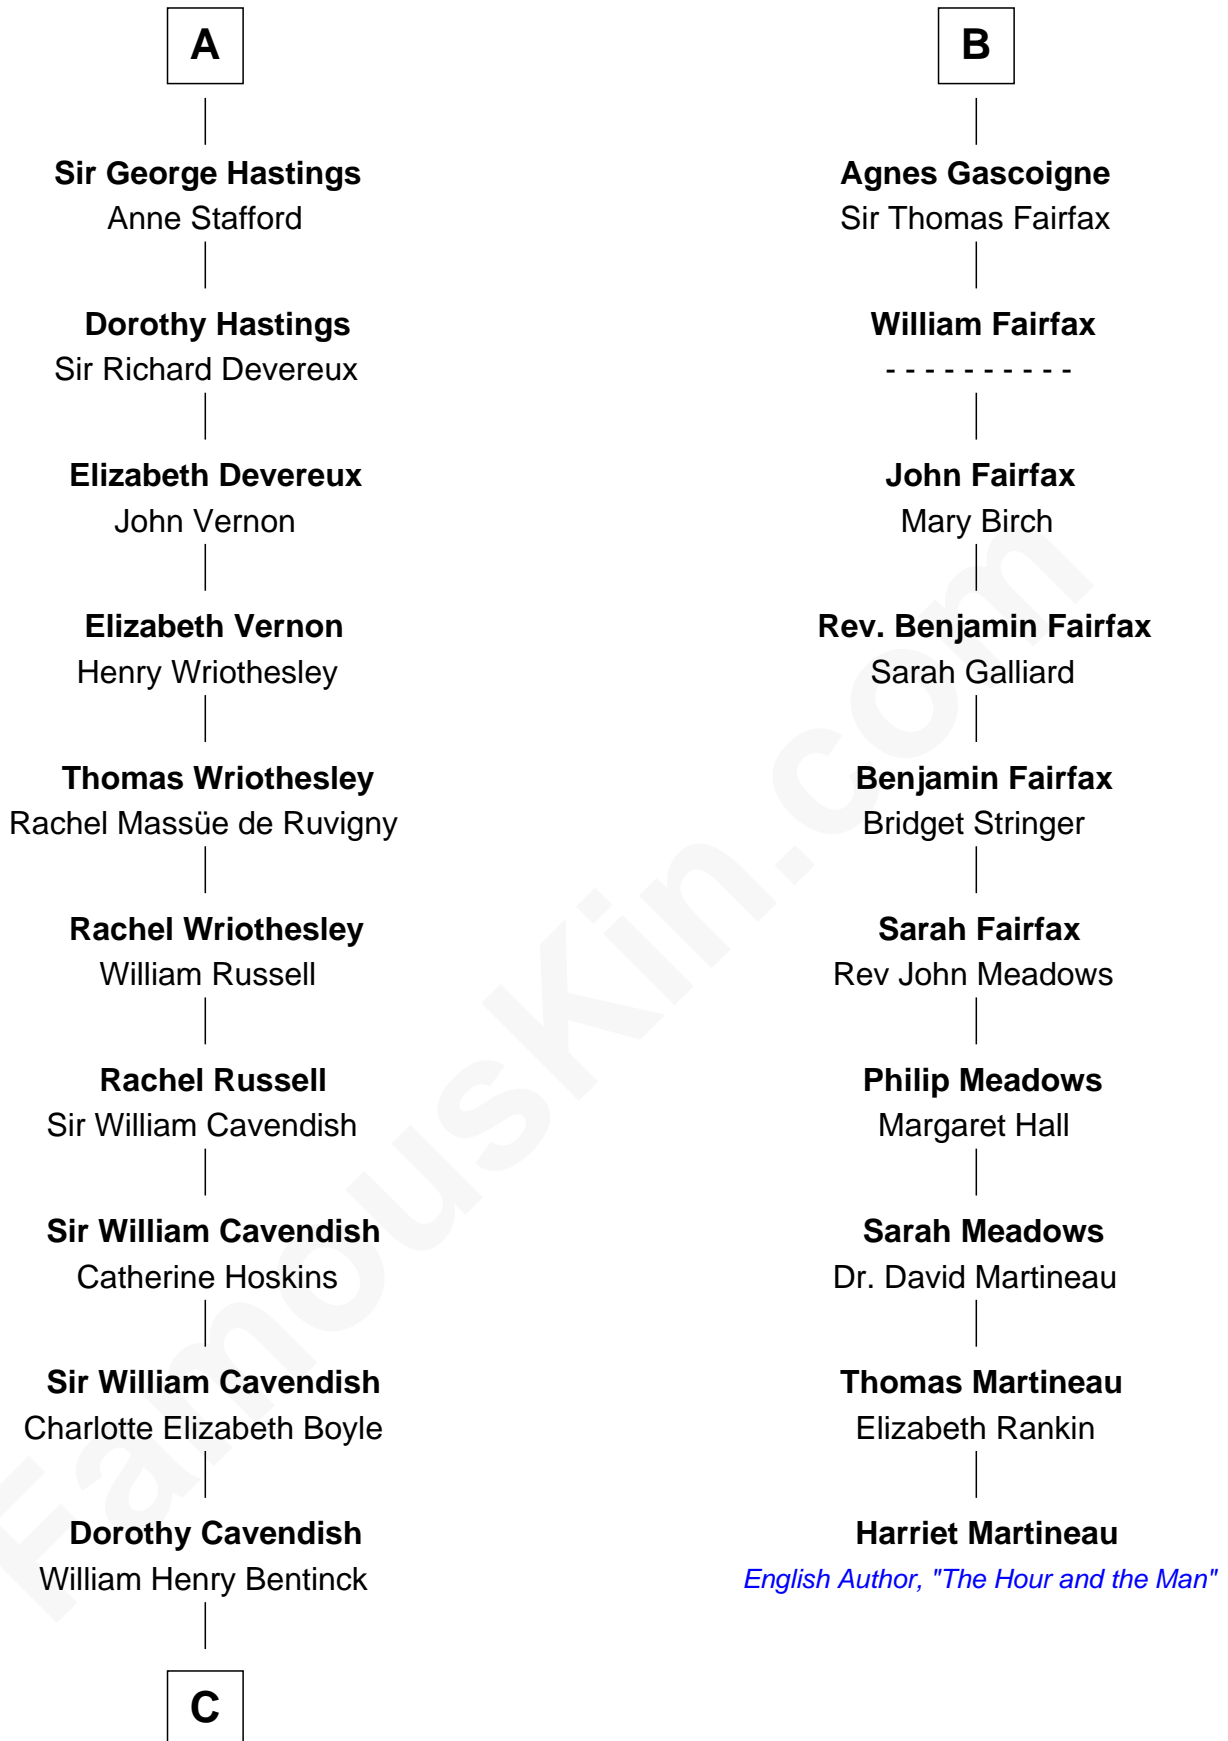 A
Sir George Hastings
Anne Stafford
Dorothy Hastings
Sir Richard Devereux
Elizabeth Devereux
John Vernon
Elizabeth Vernon
Henry Wriothesley
Thomas Wriothesley
Rachel Massüe de Ruvigny
Rachel Wriothesley
William Russell
Rachel Russell
Sir William Cavendish
Sir William Cavendish
Catherine Hoskins
Sir William Cavendish
Charlotte Elizabeth Boyle
Dorothy Cavendish
William Henry Bentinck
C
B
Agnes Gascoigne
Sir Thomas Fairfax
William Fairfax
- - - - - - - - - -
John Fairfax
Mary Birch
Rev. Benjamin Fairfax
Sarah Galliard
Benjamin Fairfax
Bridget Stringer
Sarah Fairfax
Rev John Meadows
Philip Meadows
Margaret Hall
Sarah Meadows
Dr. David Martineau
Thomas Martineau
Elizabeth Rankin
Harriet Martineau
English Author, "The Hour and the Man"
FamousKin.com